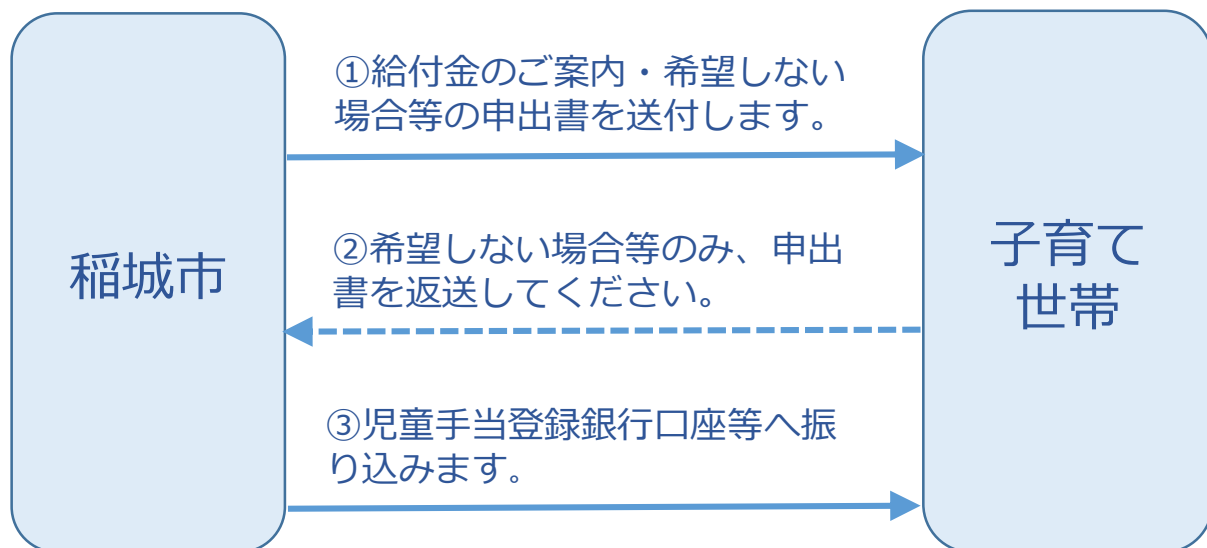 稲城市
①給付金のご案内・希望しない
場合等の申出書を送付します。
②希望しない場合等のみ、申出
書を返送してください。
③児童手当登録銀行口座等へ振
り込みます。
子育て
世帯